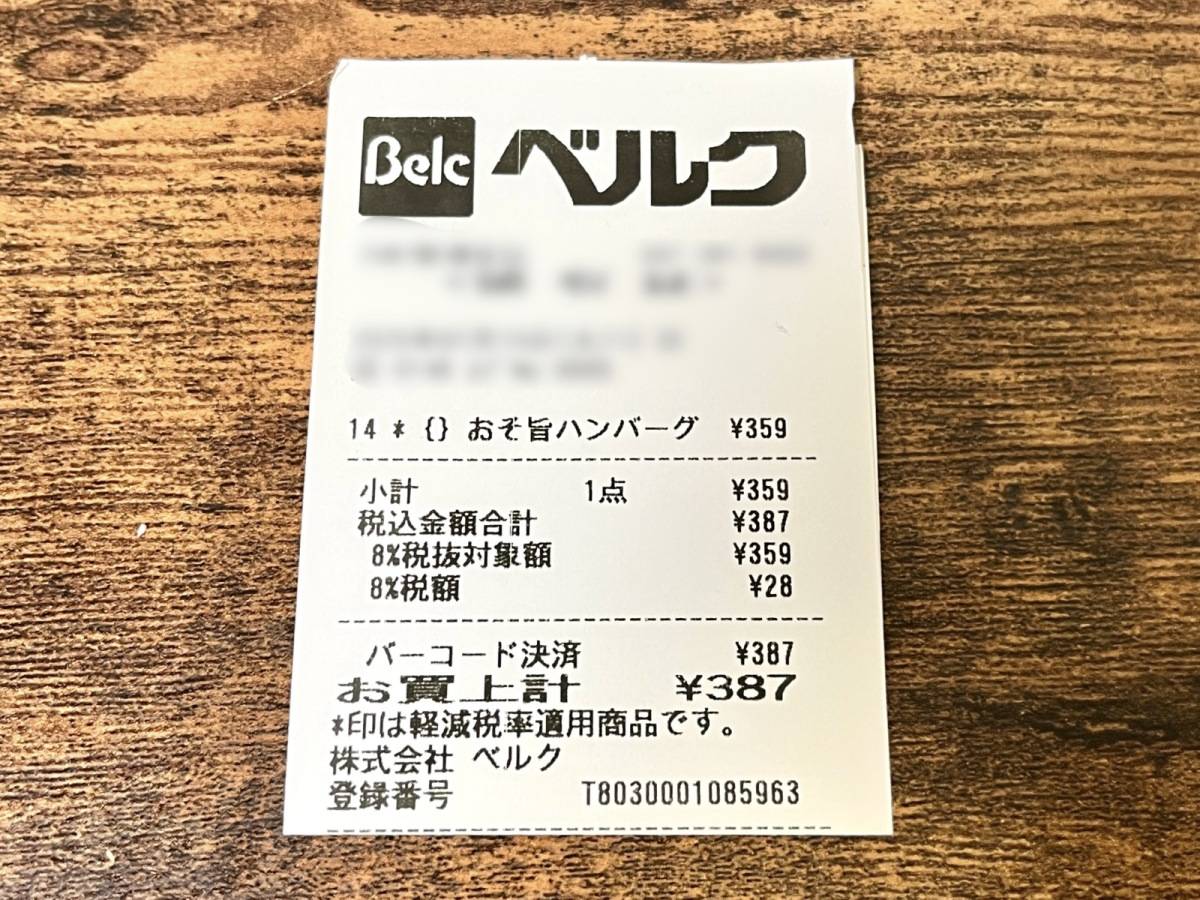 Belc ベルク
14 * {} おそ旨ハンバーグ ¥359
小計 1点 ¥359
税込金額合計 ¥387
8%税抜対象額 ¥359
8%税額 ¥28
バーコード決済 ¥387
お買上計 ¥387
*印は軽減税率適用商品です。
株式会社 ベルク
登録番号 T8030001085963